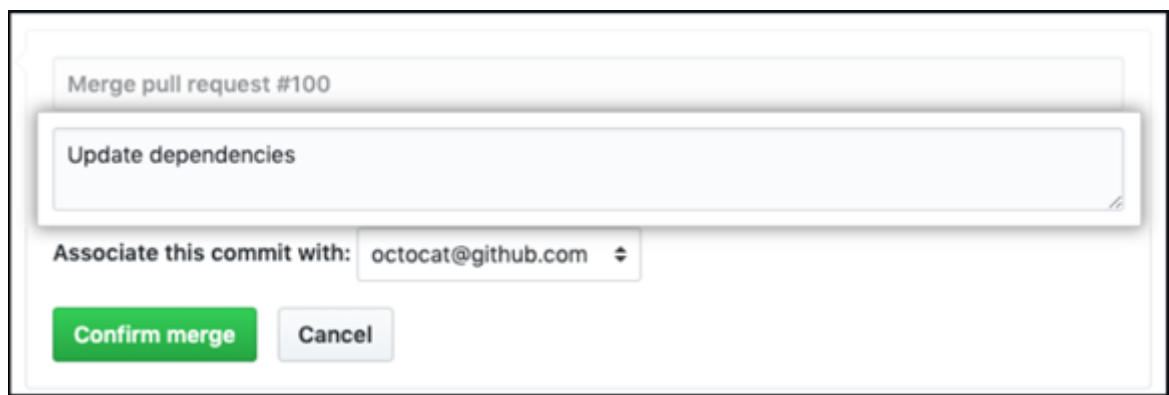 Merge pull request #100
Update dependencies
Associate this commit with: octocat@github.com
Confirm merge Cancel